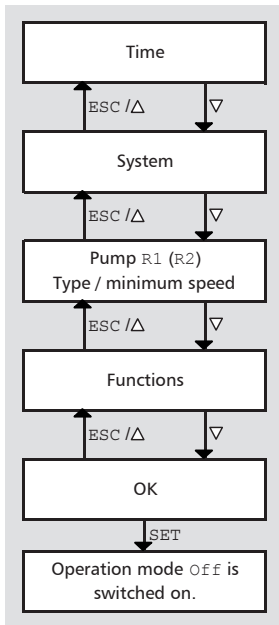 Time
ESC /△ ▽
System
ESC /△ ▽
Pump R1 (R2)
Type / minimum speed
ESC /△ ▽
Functions
ESC /△ ▽
OK
SET
Operation mode Off is
switched on.